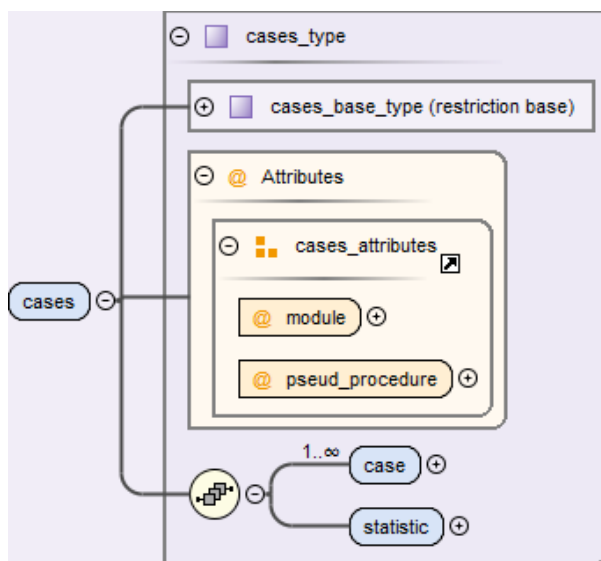 cases_type
cases_base_type (restriction base)
@ Attributes
cases_attributes
cases
@ module
@ pseud_procedure
1..∞
case
statistic